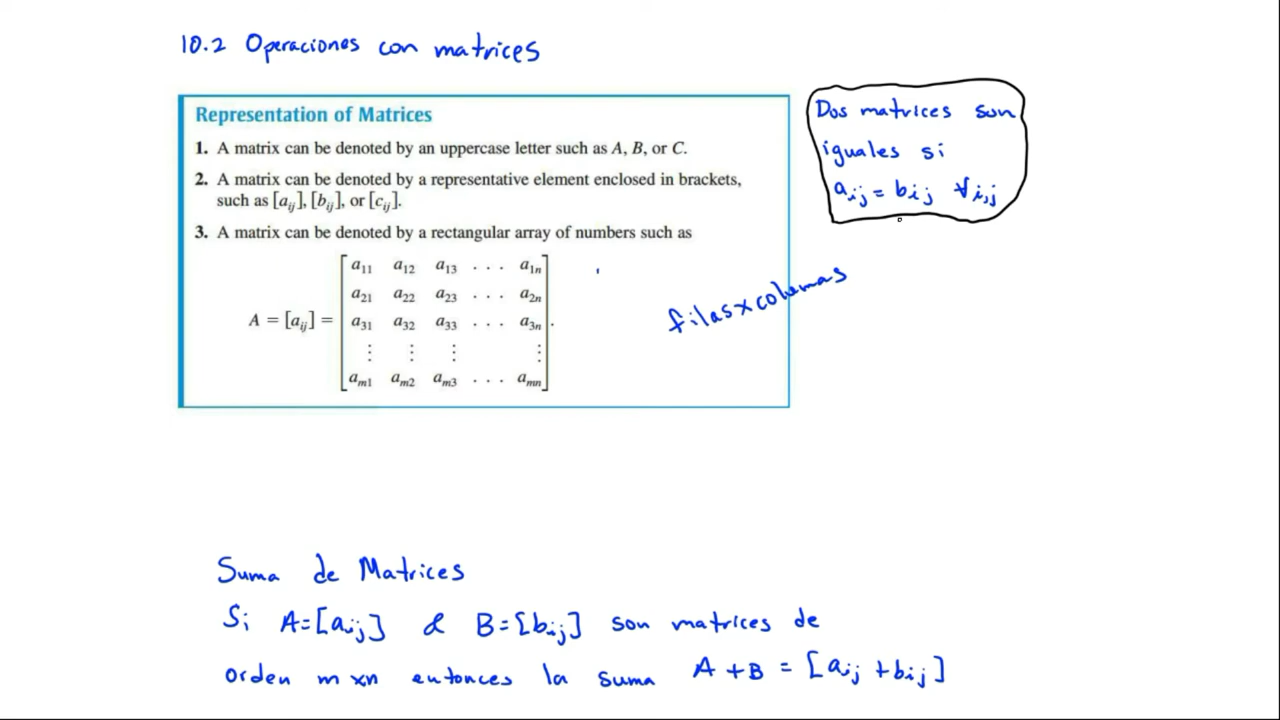 10.2 Operaciones con matrices
Representation of Matrices
1. A matrix can be denoted by an uppercase letter such as A, B, or C.
2. A matrix can be denoted by a representative element enclosed in brackets,
such as [aij], [bij], or [cij].
3. A matrix can be denoted by a rectangular array of numbers such as
a11 a12 a13 . . . a1n
a21 a22 a23 . . . a2n
A = [aij] = a31 a32 a33 . . . a3n .
⋮ ⋮ ⋮ ⋮
am1 am2 am3 . . . amn
Dos matrices son
iguales si
aij = bij ∀i,j
filas x columnas
Suma de Matrices
Si A=[aij] & B=[bij] son matrices de
orden m xn entonces la suma A + B = [aij + bij]